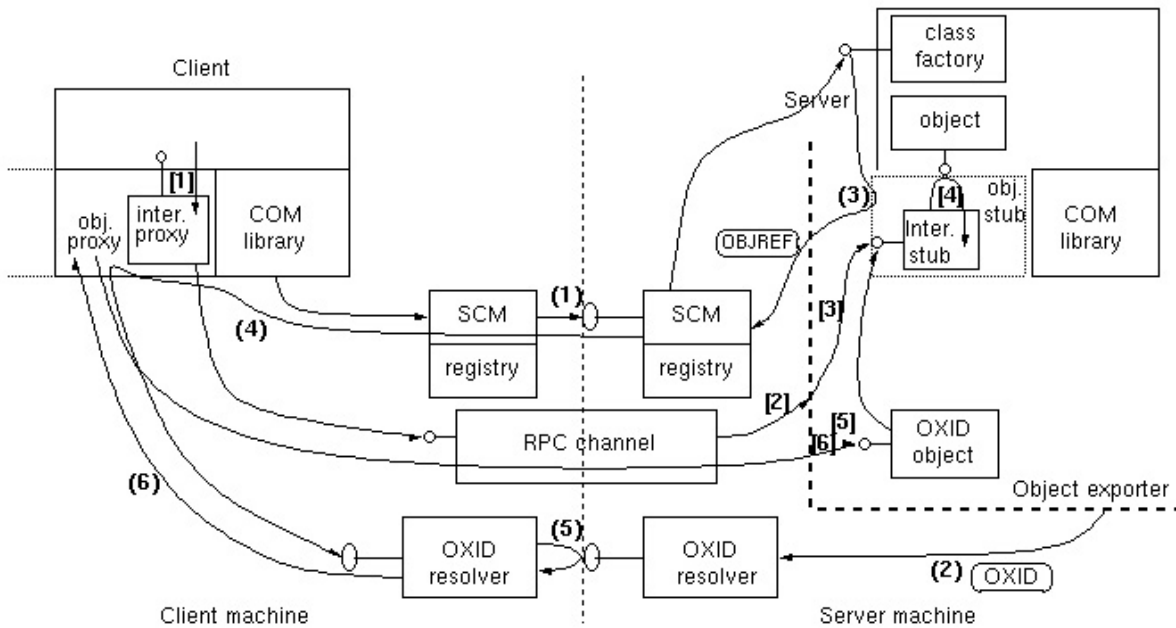 Client
Server
class
factory
object
[1]
obj.
proxy
inter.
proxy
COM
library
(3)
[4]
obj.
stub
Inter.
stub
COM
library
OBJREF
(4)
SCM
registry
(1)
SCM
registry
[3]
[2]
RPC channel
[5]
[6]
OXID
object
(6)
Object exporter
OXID
resolver
(5)
OXID
resolver
(2)
OXID
Client machine
Server machine